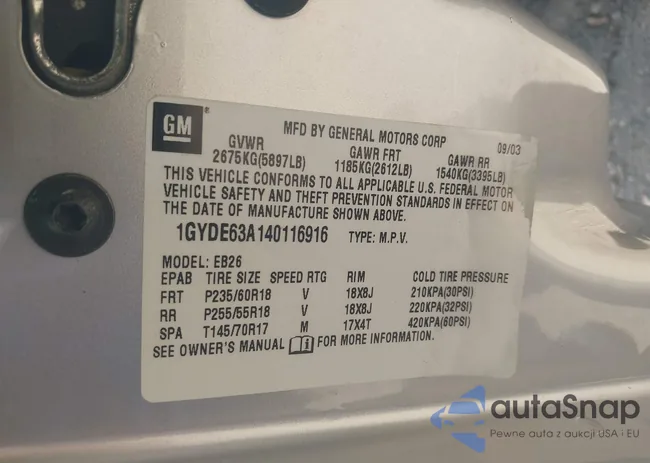 GM
MFD BY GENERAL MOTORS CORP 09/03
GVWR GAWR FRT GAWR RR
2675KG(5897LB) 1185KG(2612LB) 1540KG(3395LB)
THIS VEHICLE CONFORMS TO ALL APPLICABLE U.S. FEDERAL MOTOR
VEHICLE SAFETY AND THEFT PREVENTION STANDARDS IN EFFECT ON
THE DATE OF MANUFACTURE SHOWN ABOVE.
1GYDE63A140116916 TYPE: M.P.V.
MODEL: EB26
EPAB TIRE SIZE SPEED RTG RIM COLD TIRE PRESSURE
FRT P235/60R18 V 18X8J 210KPA(30PSI)
RR P255/55R18 V 18X8J 220KPA(32PSI)
SPA T145/70R17 M 17X4T 420KPA(60PSI)
SEE OWNER'S MANUAL FOR MORE INFORMATION.
autaSnap
Pewne auta z aukcji USA i EU